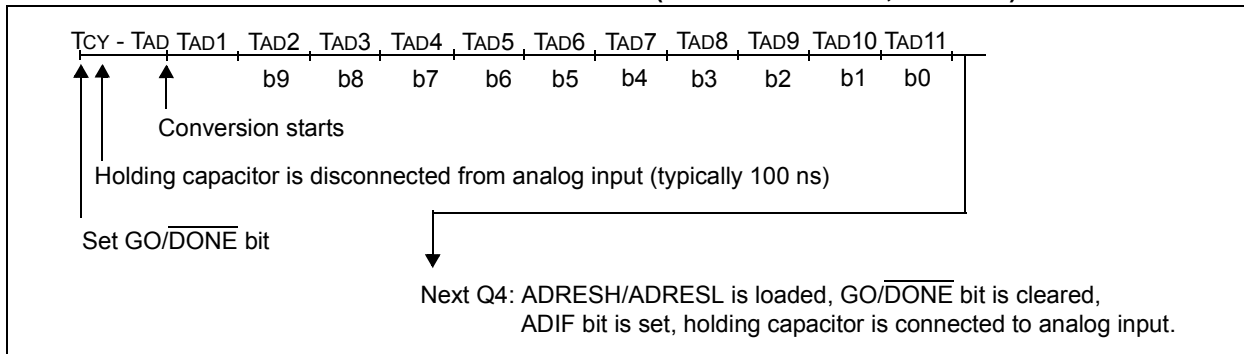 TCY - TAD TAD1 TAD2 TAD3 TAD4 TAD5 TAD6 TAD7 TAD8 TAD9 TAD10 TAD11
b9 b8 b7 b6 b5 b4 b3 b2 b1 b0
Conversion starts
Holding capacitor is disconnected from analog input (typically 100 ns)
Set GO/DONE bit
Next Q4: ADRESH/ADRESL is loaded, GO/DONE bit is cleared,
ADIF bit is set, holding capacitor is connected to analog input.